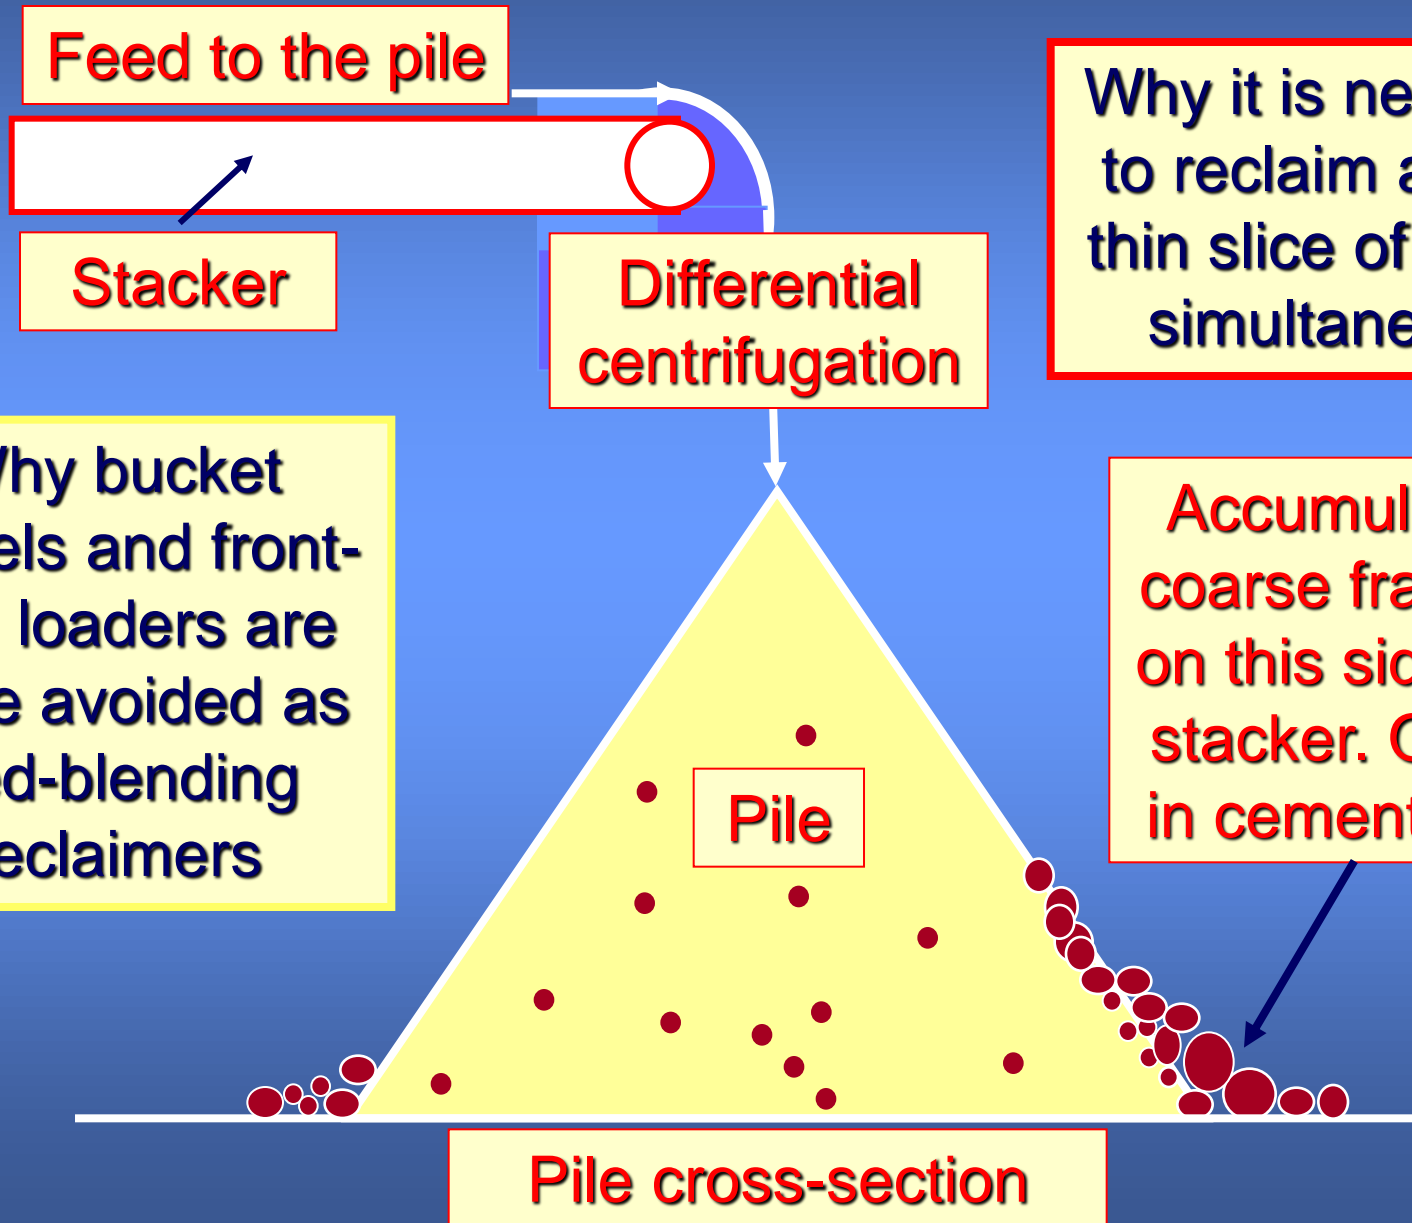 Feed to the pile
Why it is ne
to reclaim a
thin slice of
simultane
Stacker
Differential
centrifugation
Why bucket
els and front-
loaders are
e avoided as
ed-blending
eclaimers
Accumul
coarse fra
on this sid
stacker.
in cement
Pile
Pile cross-section